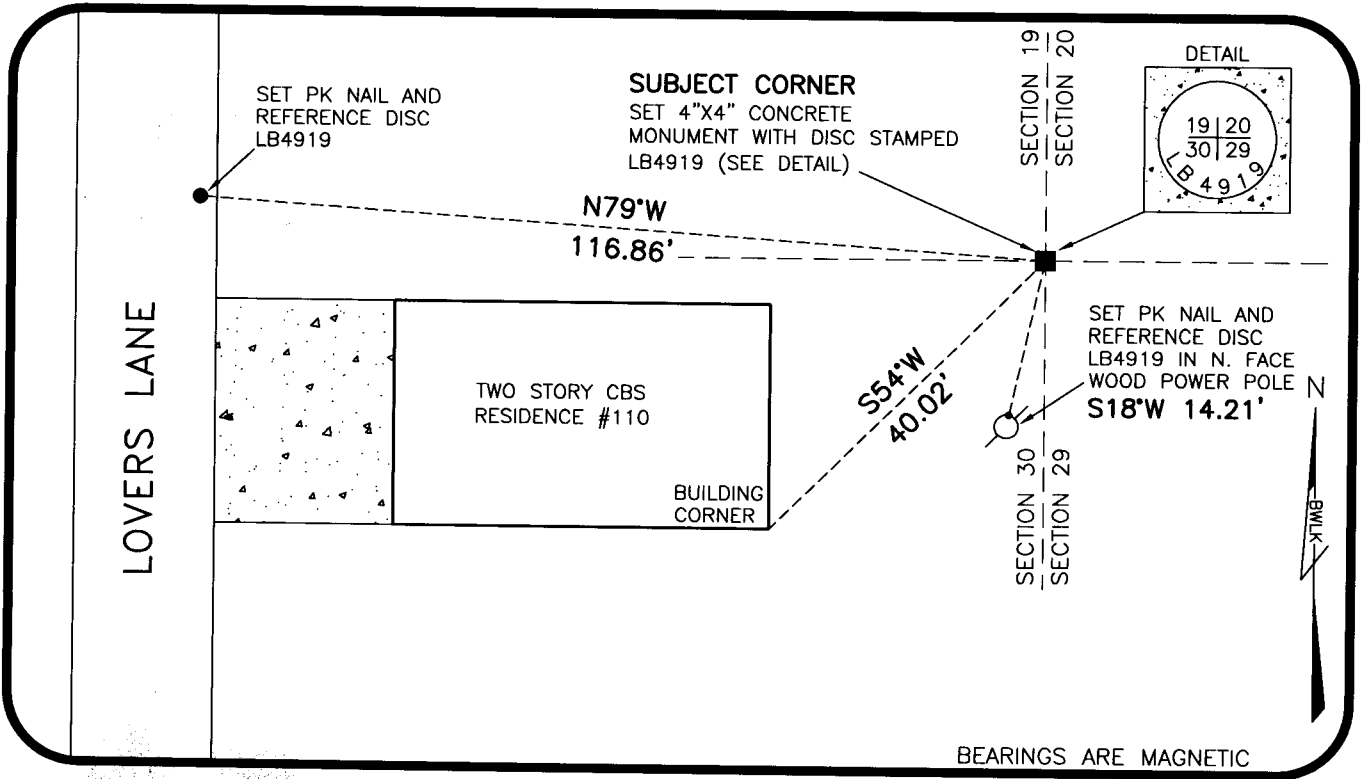 SET PK NAIL AND
REFERENCE DISC
LB4919
SUBJECT CORNER
SET 4"X4" CONCRETE
MONUMENT WITH DISC STAMPED
LB4919 (SEE DETAIL)
SECTION 19
SECTION 20
DETAIL
19|20
30|29
LB4919
N79°W
116.86'
LOVERS LANE
TWO STORY CBS
RESIDENCE #110
BUILDING
CORNER
S54°W
40.02'
SET PK NAIL AND
REFERENCE DISC
LB4919 IN N. FACE
WOOD POWER POLE
S18°W 14.21'
SECTION 30
SECTION 29
N
BWLK
BEARINGS ARE MAGNETIC